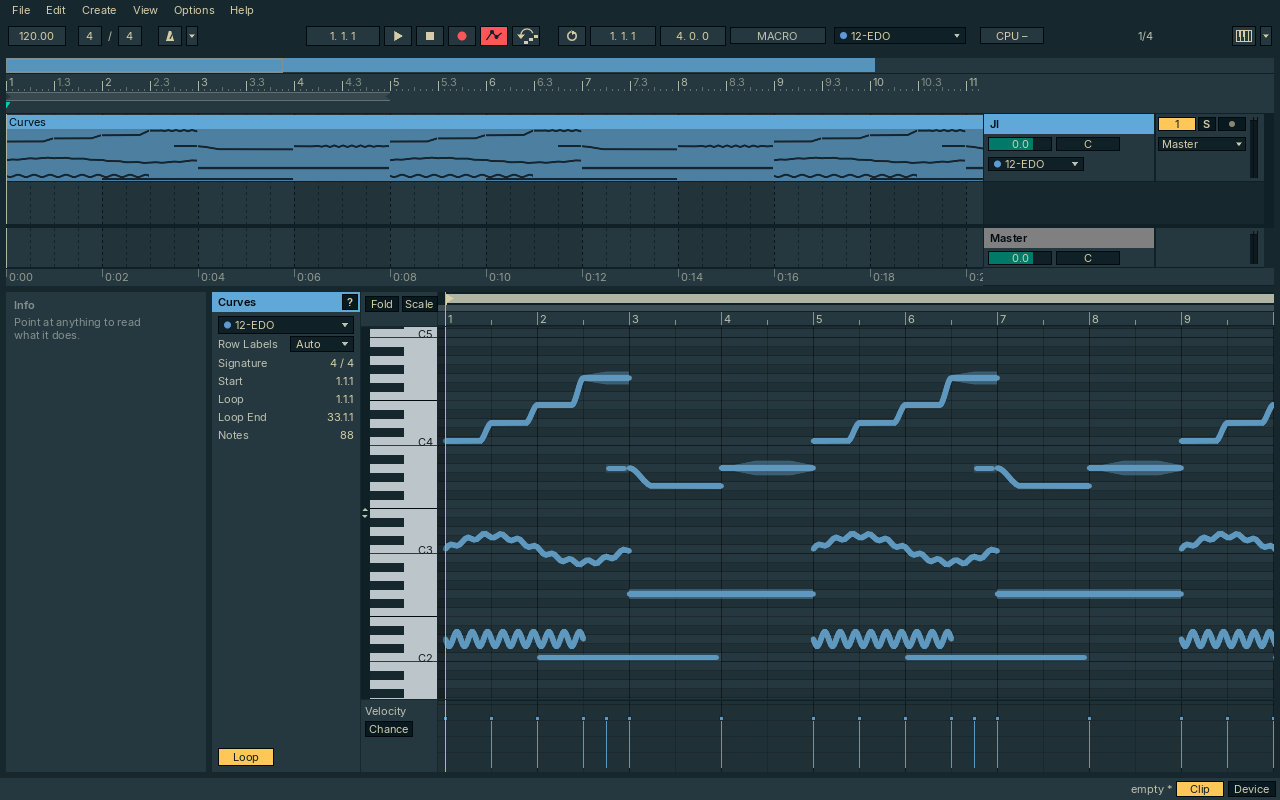 File Edit Create View Options Help
120.00 4 / 4 1. 1. 1 1. 1. 1 4. 0. 0 MACRO 12-EDO CPU – 1/4
1 1.3 2 2.3 3 3.3 4 4.3 5 5.3 6 6.3 7 7.3 8 8.3 9 9.3 10 10.3 11
Curves JI 1 S
0.0 C Master
12-EDO
Master
0.0 C
0:00 0:02 0:04 0:06 0:08 0:10 0:12 0:14 0:16 0:18
Info Curves ? Fold Scale
Point at anything to read
what it does.
12-EDO 1 2 3 4 5 6 7 8 9
Row Labels Auto C5
Signature 4 / 4
Start 1.1.1
Loop 1.1.1
Loop End 33.1.1
Notes 88
C4
C3
C2
Velocity
Chance
Loop
empty * Clip Device